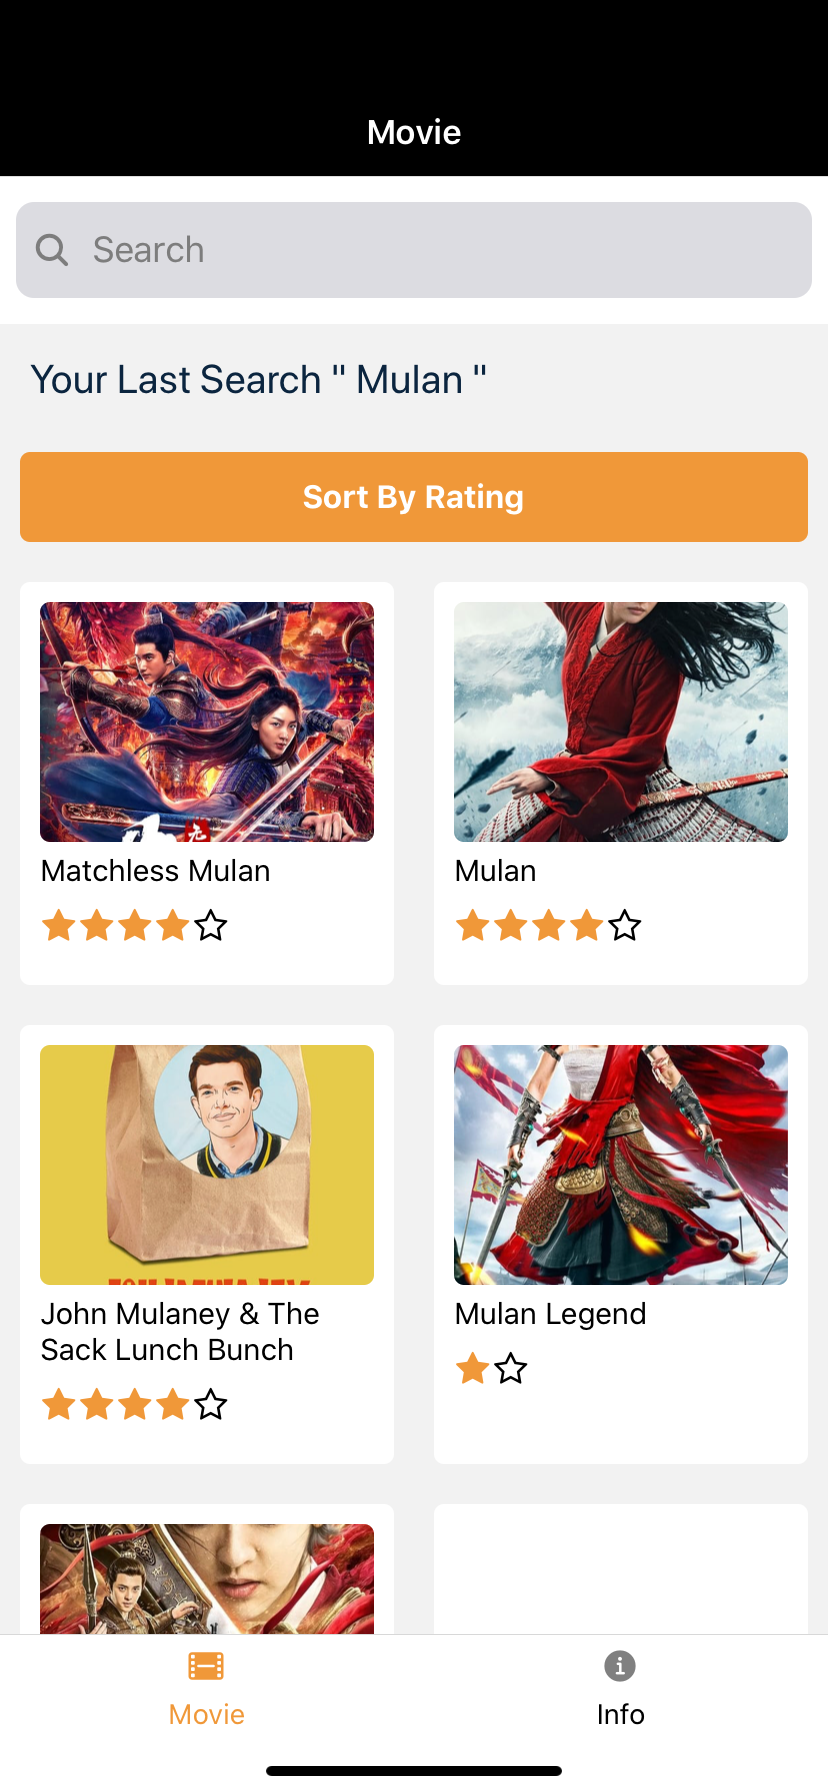 Movie
Search
Your Last Search " Mulan "
Sort By Rating
Matchless Mulan
Mulan
John Mulaney & The
Sack Lunch Bunch
Mulan Legend
Movie
Info